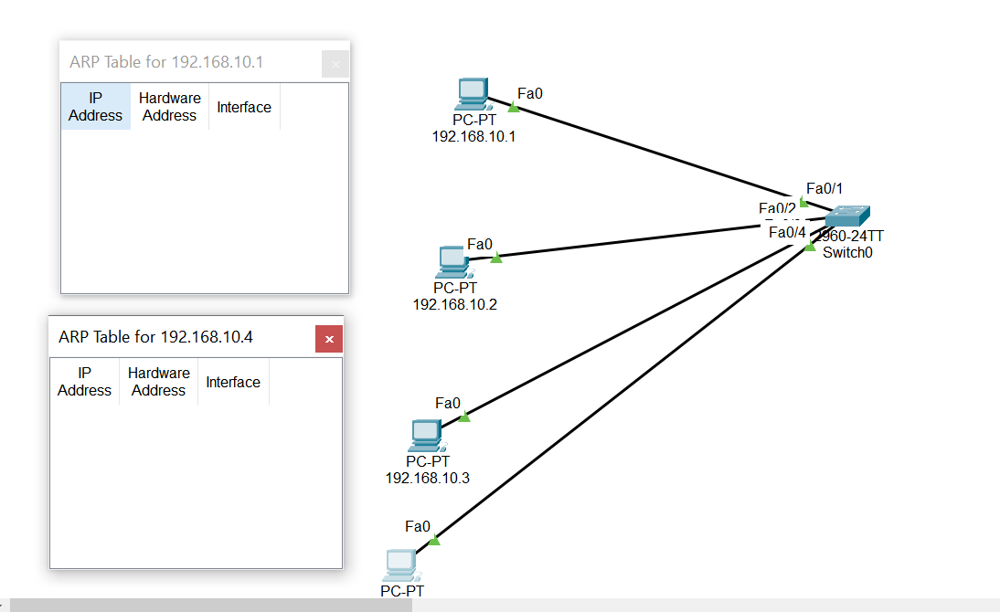 ARP Table for 192.168.10.1
IP Address
Hardware Address
Interface
ARP Table for 192.168.10.4
IP Address
Hardware Address
Interface
Fa0
PC-PT
192.168.10.1
Fa0/1
Fa0/2
Fa0/4
2960-24TT
Switch0
Fa0
PC-PT
192.168.10.2
Fa0
PC-PT
192.168.10.3
Fa0
PC-PT